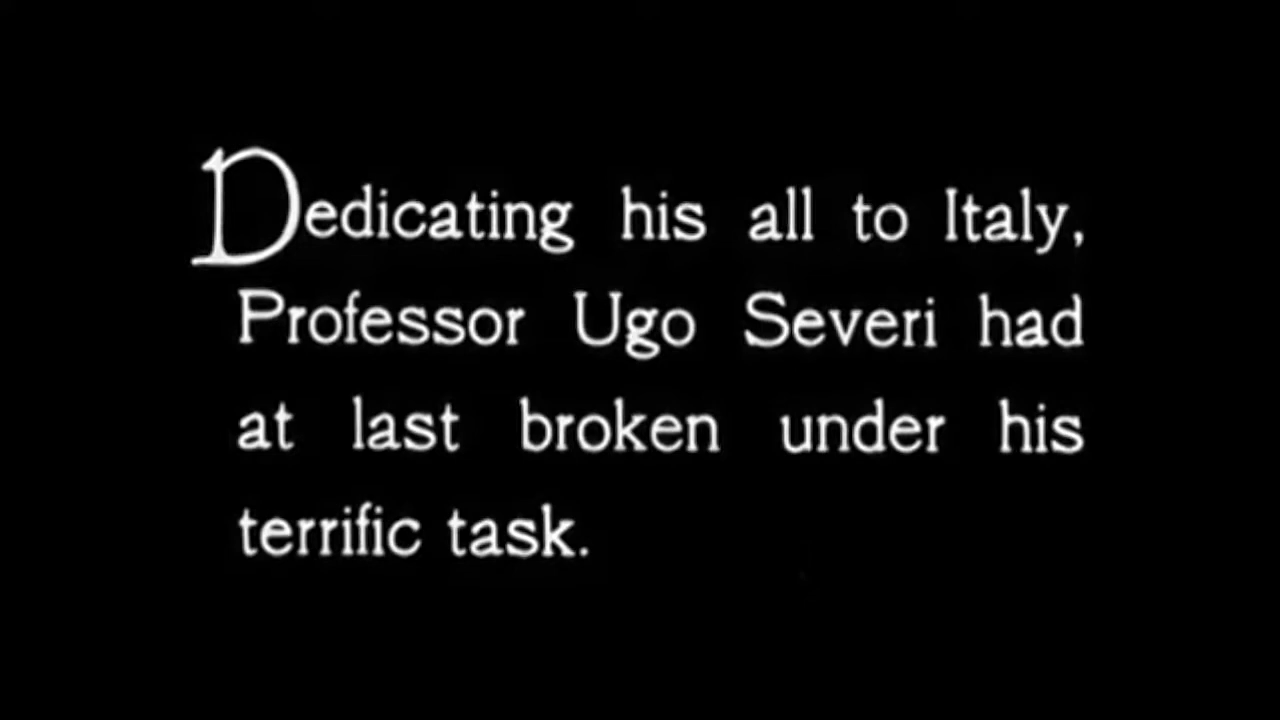 Dedicating his all to Italy,
Professor Ugo Severi had
at last broken under his
terrific task.